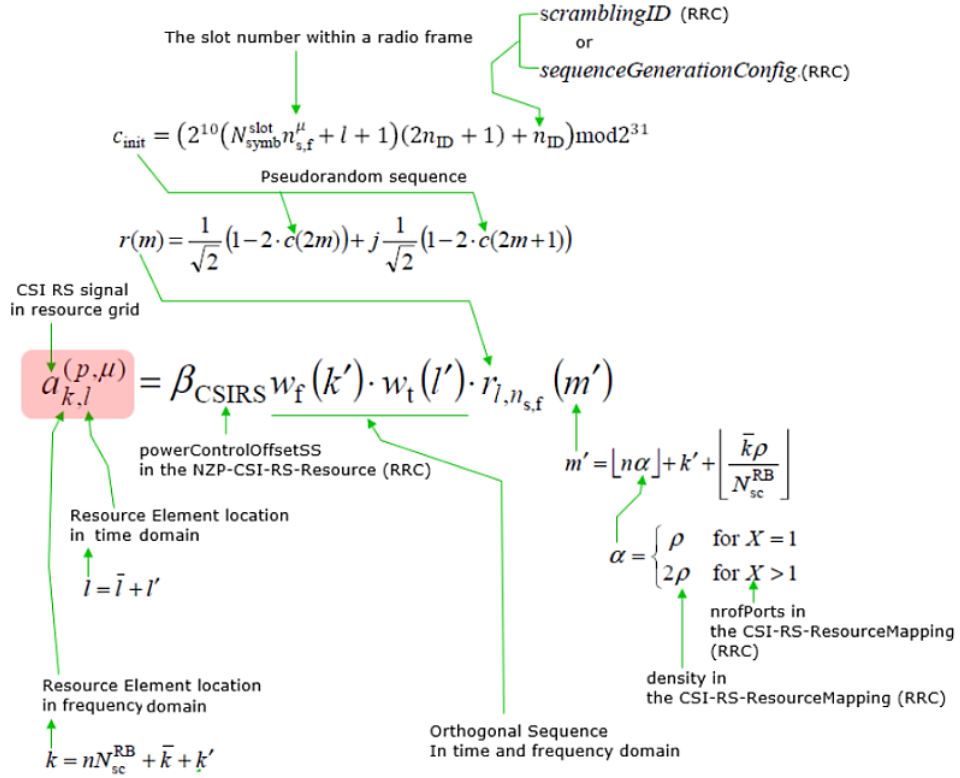 scramblingID (RRC)
The slot number within a radio frame
or
sequenceGenerationConfig.(RRC)
c_init = (2^10(N_symb^slot n_s,f^μ + l + 1)(2n_ID + 1) + n_ID)mod2^31
Pseudorandom sequence
r(m) = 1/√2 (1−2·c(2m)) + j 1/√2 (1−2·c(2m+1))
CSI RS signal
in resource grid
a_k,l^(p,μ) = β_CSIRS w_f(k′)·w_t(l′)·r_l,n_s,f (m′)
powerControlOffsetSS
in the NZP-CSI-RS-Resource (RRC)
m′ = ⌊nα⌋ + k′ + ⌊k̄ρ / N_sc^RB⌋
Resource Element location
in time domain
α = { ρ for X = 1
2ρ for X > 1
l = l̄ + l′
nrofPorts in
the CSI-RS-ResourceMapping
(RRC)
density in
the CSI-RS-ResourceMapping (RRC)
Resource Element location
in frequency domain
Orthogonal Sequence
In time and frequency domain
k = nN_sc^RB + k̄ + k′